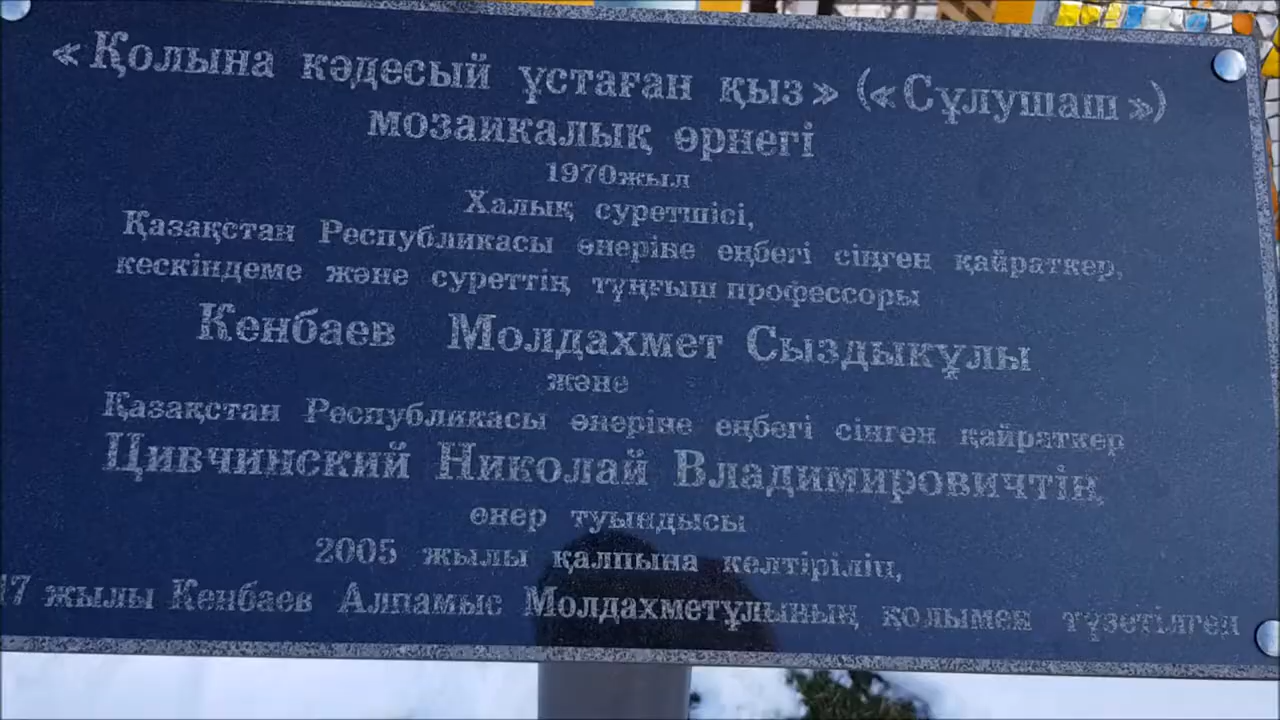 «Қолына кәдесый ұстаған қыз» («Сұлушаш»)
мозаикалық өрнегі
1970жыл
Халық суретшісі,
Қазақстан Республикасы өнеріне еңбегі сіңген қайраткер,
кескіндеме және суреттің тұңғыш профессоры
Кенбаев Молдахмет Сыздықұлы
және
Қазақстан Республикасы өнеріне еңбегі сіңген қайраткер
Цивчинский Николай Владимировичтің
өнер туындысы
2005 жылы қалпына келтіріліп,
17 жылы Кенбаев Алпамыс Молдахметұлының қолымен түзетілген